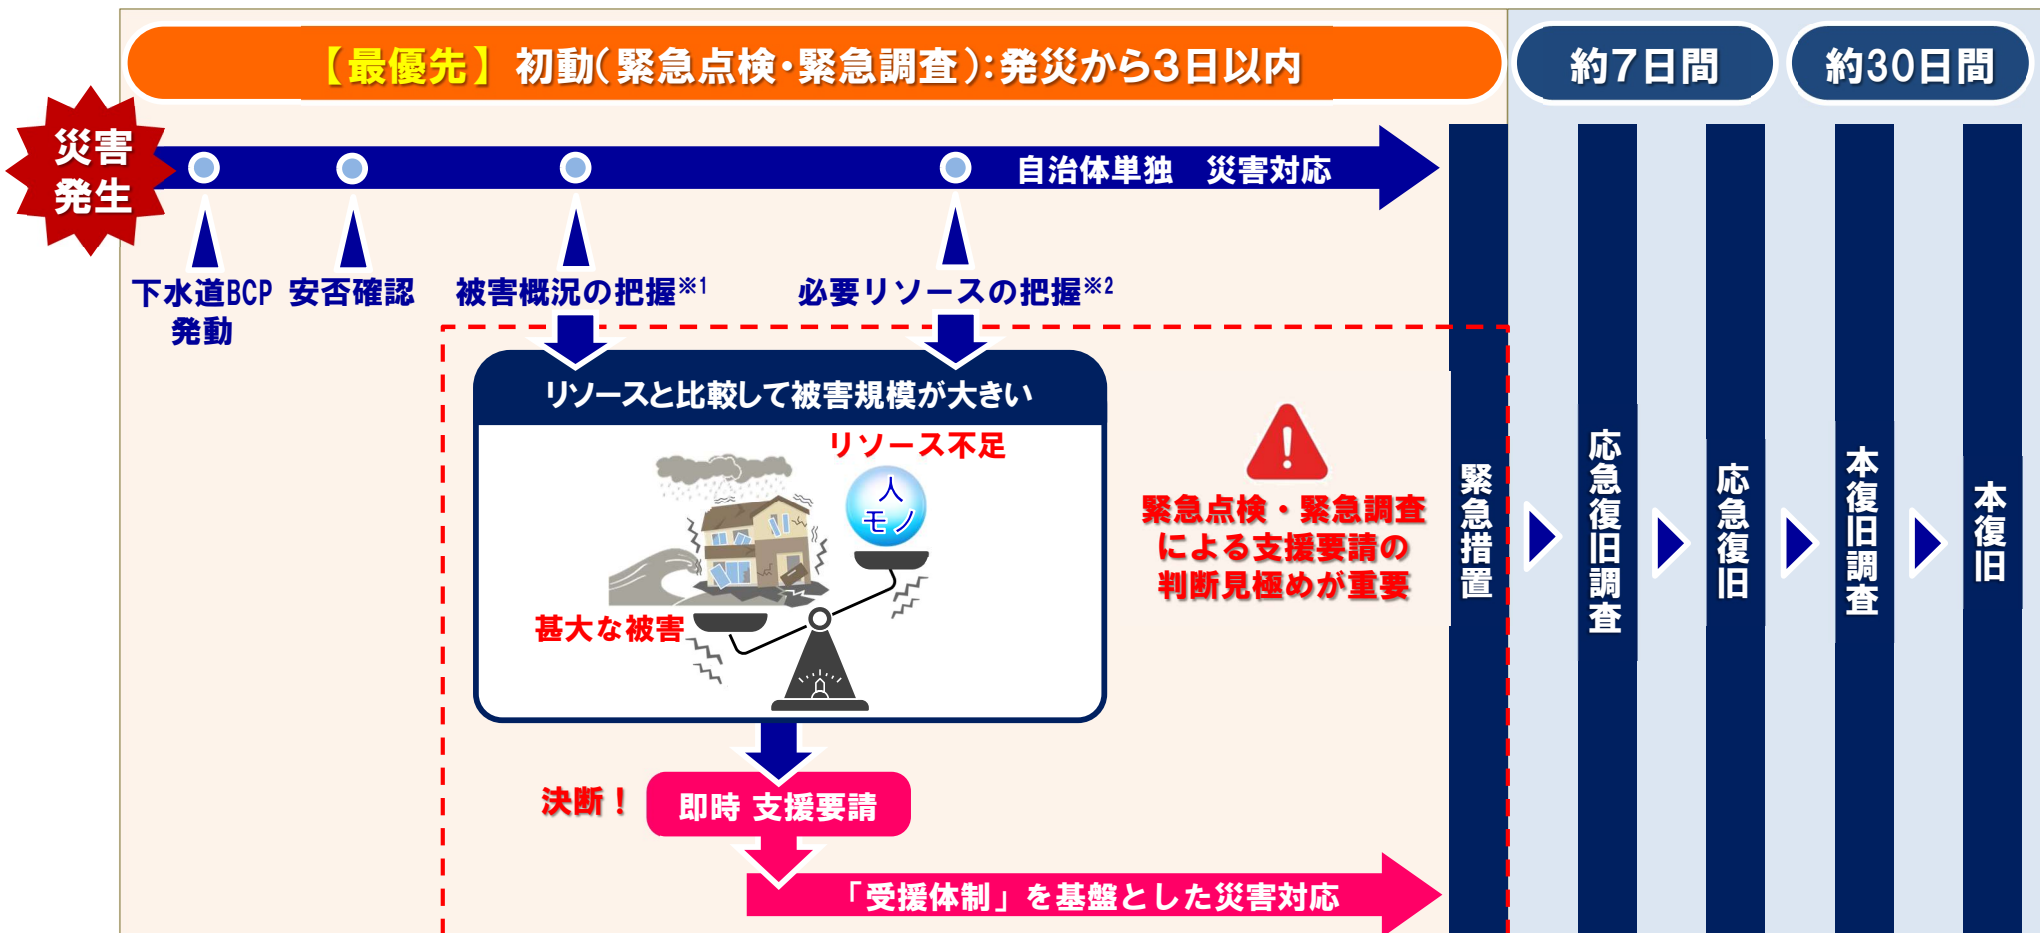 【最優先】 初動(緊急点検・緊急調査):発災から3日以内
約7日間
約30日間
災害
発生
自治体単独 災害対応
下水道BCP
発動
安否確認
被害概況の把握※1
必要リソースの把握※2
リソースと比較して被害規模が大きい
リソース不足
人
モノ
甚大な被害
緊急点検・緊急調査
による支援要請の
判断見極めが重要
決断!
即時 支援要請
「受援体制」を基盤とした災害対応
緊急措置
応急復旧調査
応急復旧
本復旧調査
本復旧